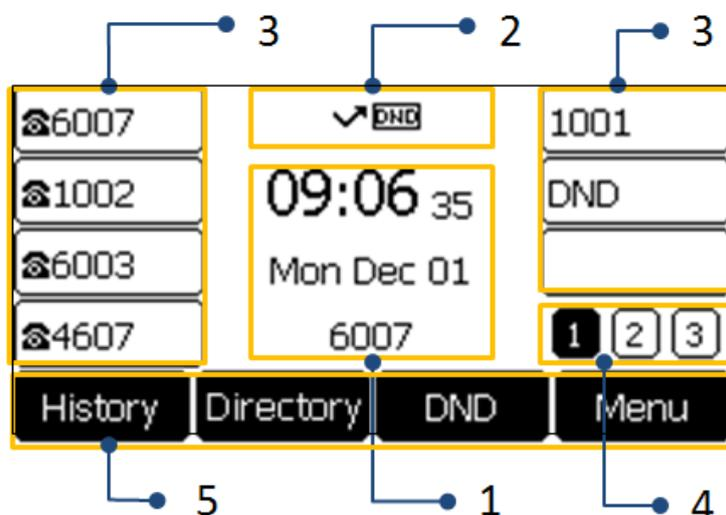 3 2 3
☎6007 DND 1001
☎1002 09:06 35 DND
☎6003 Mon Dec 01
☎4607 6007 1 2 3
History Directory DND Menu
5 1 4